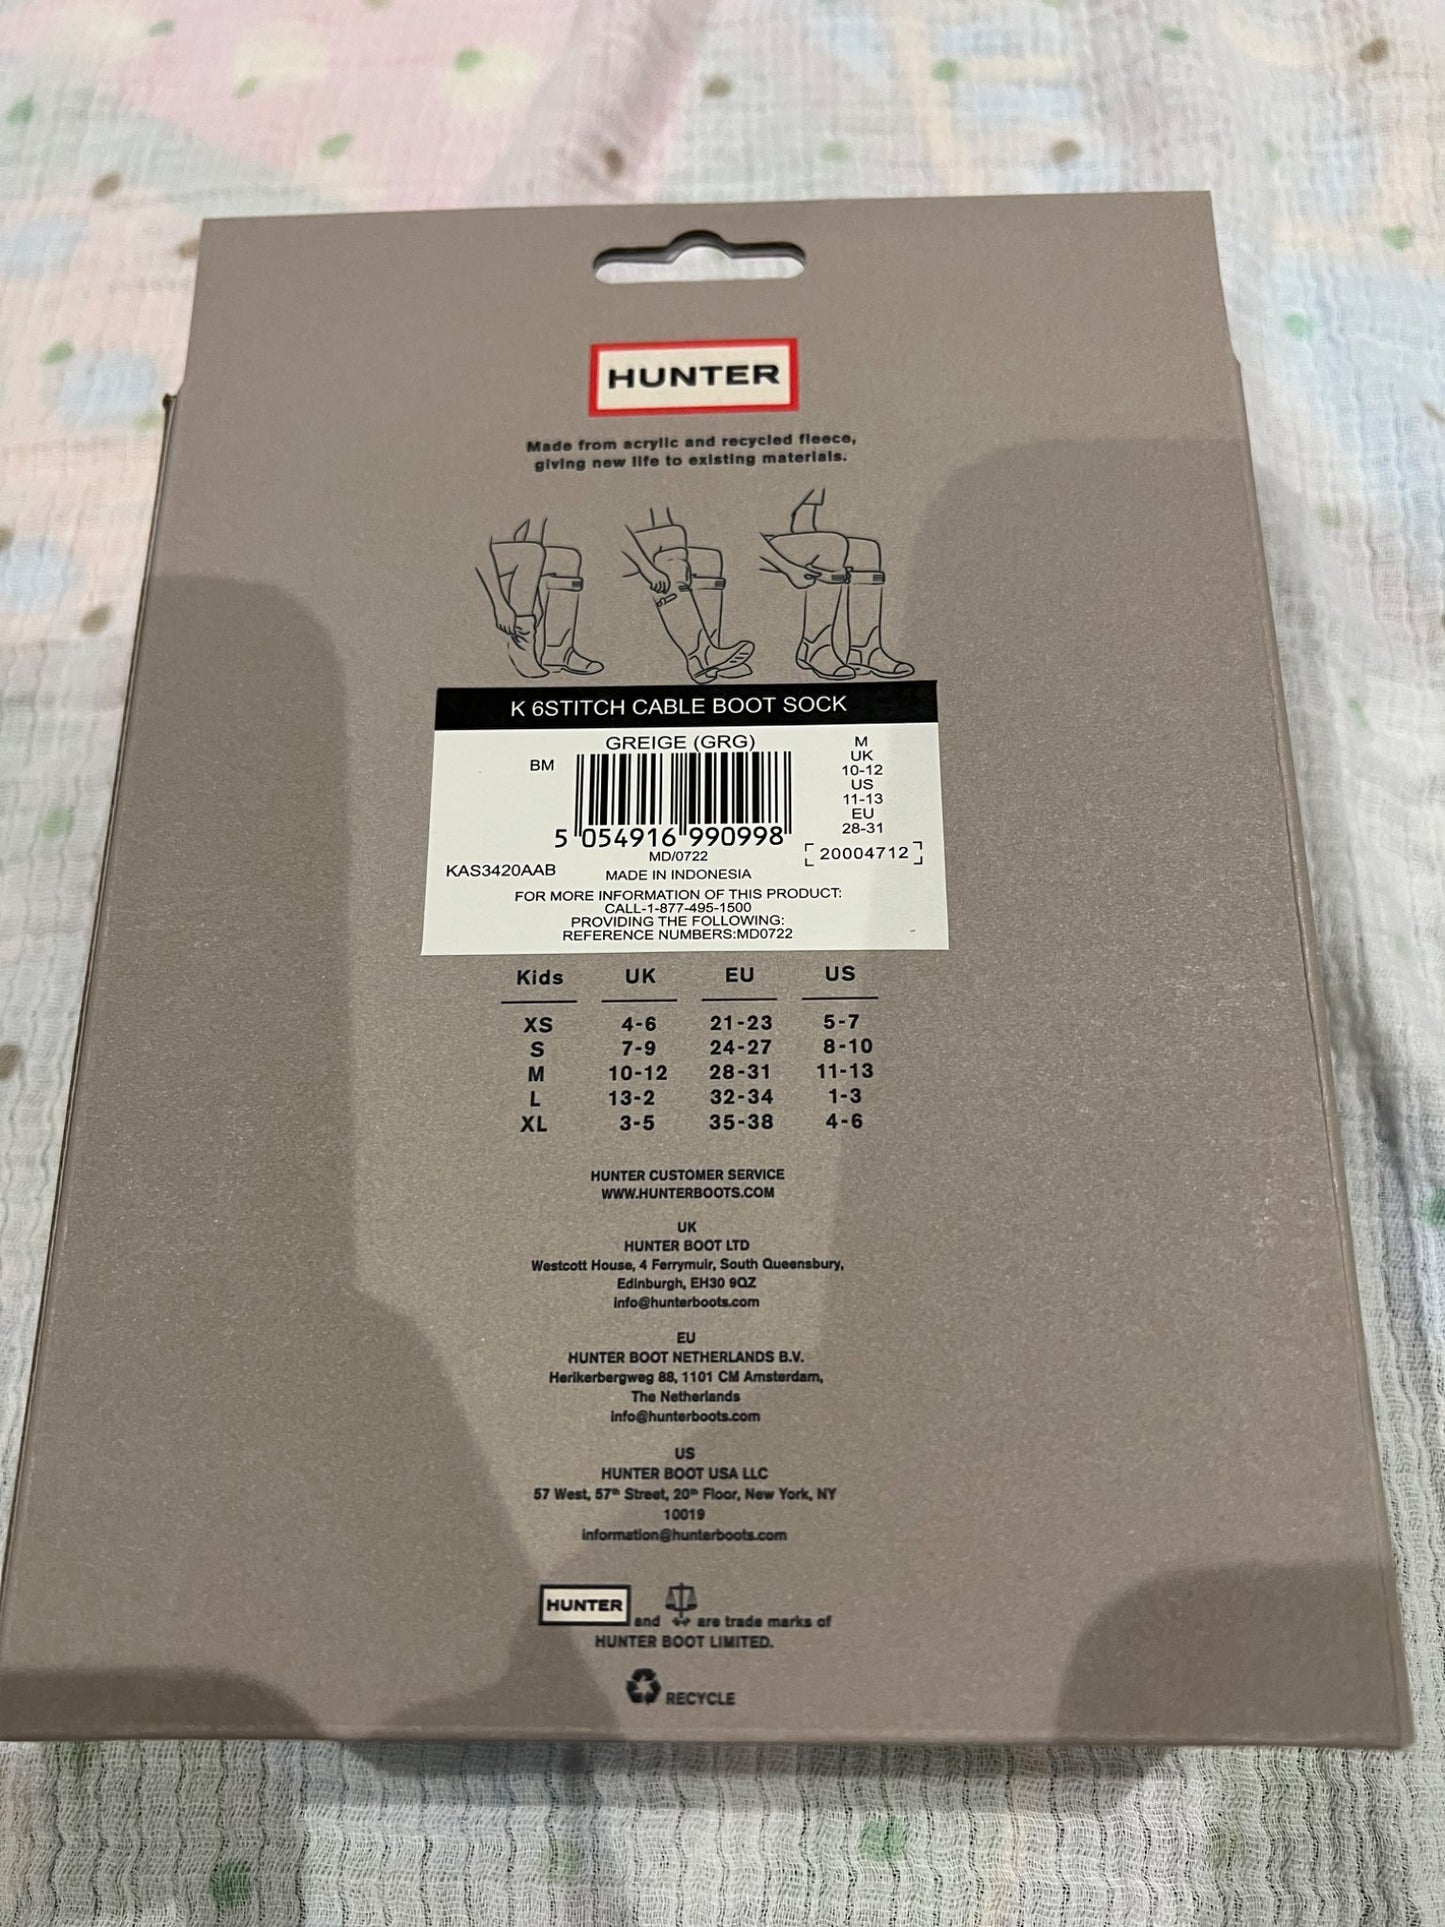 HUNTER
Made from acrylic and recycled fleece,
giving new life to existing materials.
K 6STITCH CABLE BOOT SOCK
GREIGE (GRG)
BM
M
UK
10-12
US
11-13
EU
28-31
5 054916 990998
MD/0722
20004712
KAS3420AAB
MADE IN INDONESIA
FOR MORE INFORMATION OF THIS PRODUCT:
CALL-1-877-495-1500
PROVIDING THE FOLLOWING:
REFERENCE NUMBERS:MD0722
Kids UK EU US
XS 4-6 21-23 5-7
S 7-9 24-27 8-10
M 10-12 28-31 11-13
L 13-2 32-34 1-3
XL 3-5 35-38 4-6
HUNTER CUSTOMER SERVICE
WWW.HUNTERBOOTS.COM
UK
HUNTER BOOT LTD
Westcott House, 4 Ferrymuir, South Queensbury,
Edinburgh, EH30 9QZ
info@hunterboots.com
EU
HUNTER BOOT NETHERLANDS B.V.
Herikerbergweg 88, 1101 CM Amsterdam,
The Netherlands
info@hunterboots.com
US
HUNTER BOOT USA LLC
57 West, 57th Street, 20th Floor, New York, NY
10019
information@hunterboots.com
HUNTER and are trade marks of
HUNTER BOOT LIMITED.
RECYCLE